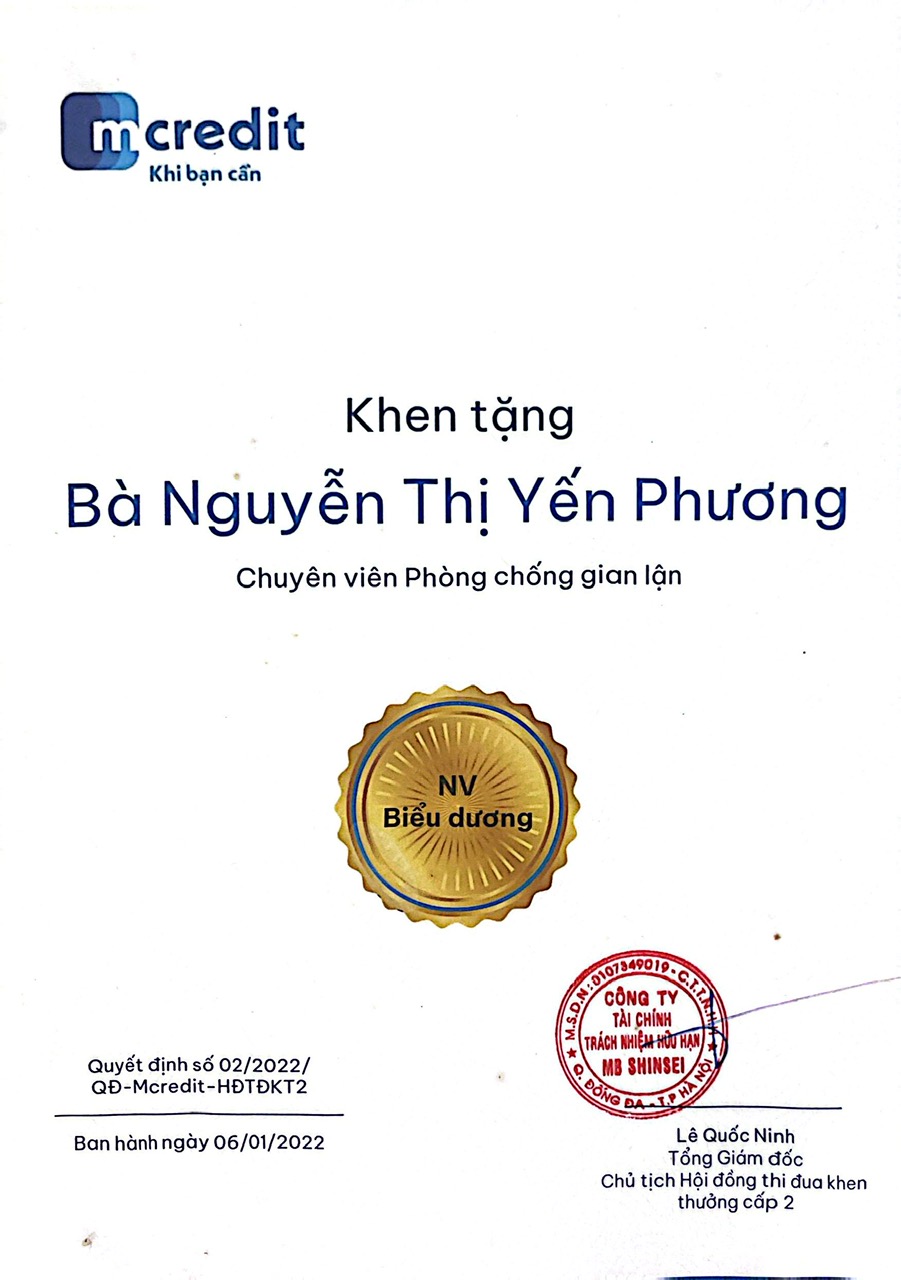 mcredit
Khi bạn cần
Khen tặng
Bà Nguyễn Thị Yến Phương
Chuyên viên Phòng chống gian lận
NV
Biểu dương
M.S.D.N: 0107349019 - C.T.T.N.H.H
CÔNG TY
TÀI CHÍNH
TRÁCH NHIỆM HỮU HẠN
MB SHINSEI
Q. ĐỐNG ĐA - T.P HÀ NỘI
Quyết định số 02/2022/
QĐ-Mcredit-HĐTĐKT2
Ban hành ngày 06/01/2022
Lê Quốc Ninh
Tổng Giám đốc
Chủ tịch Hội đồng thi đua khen
thưởng cấp 2